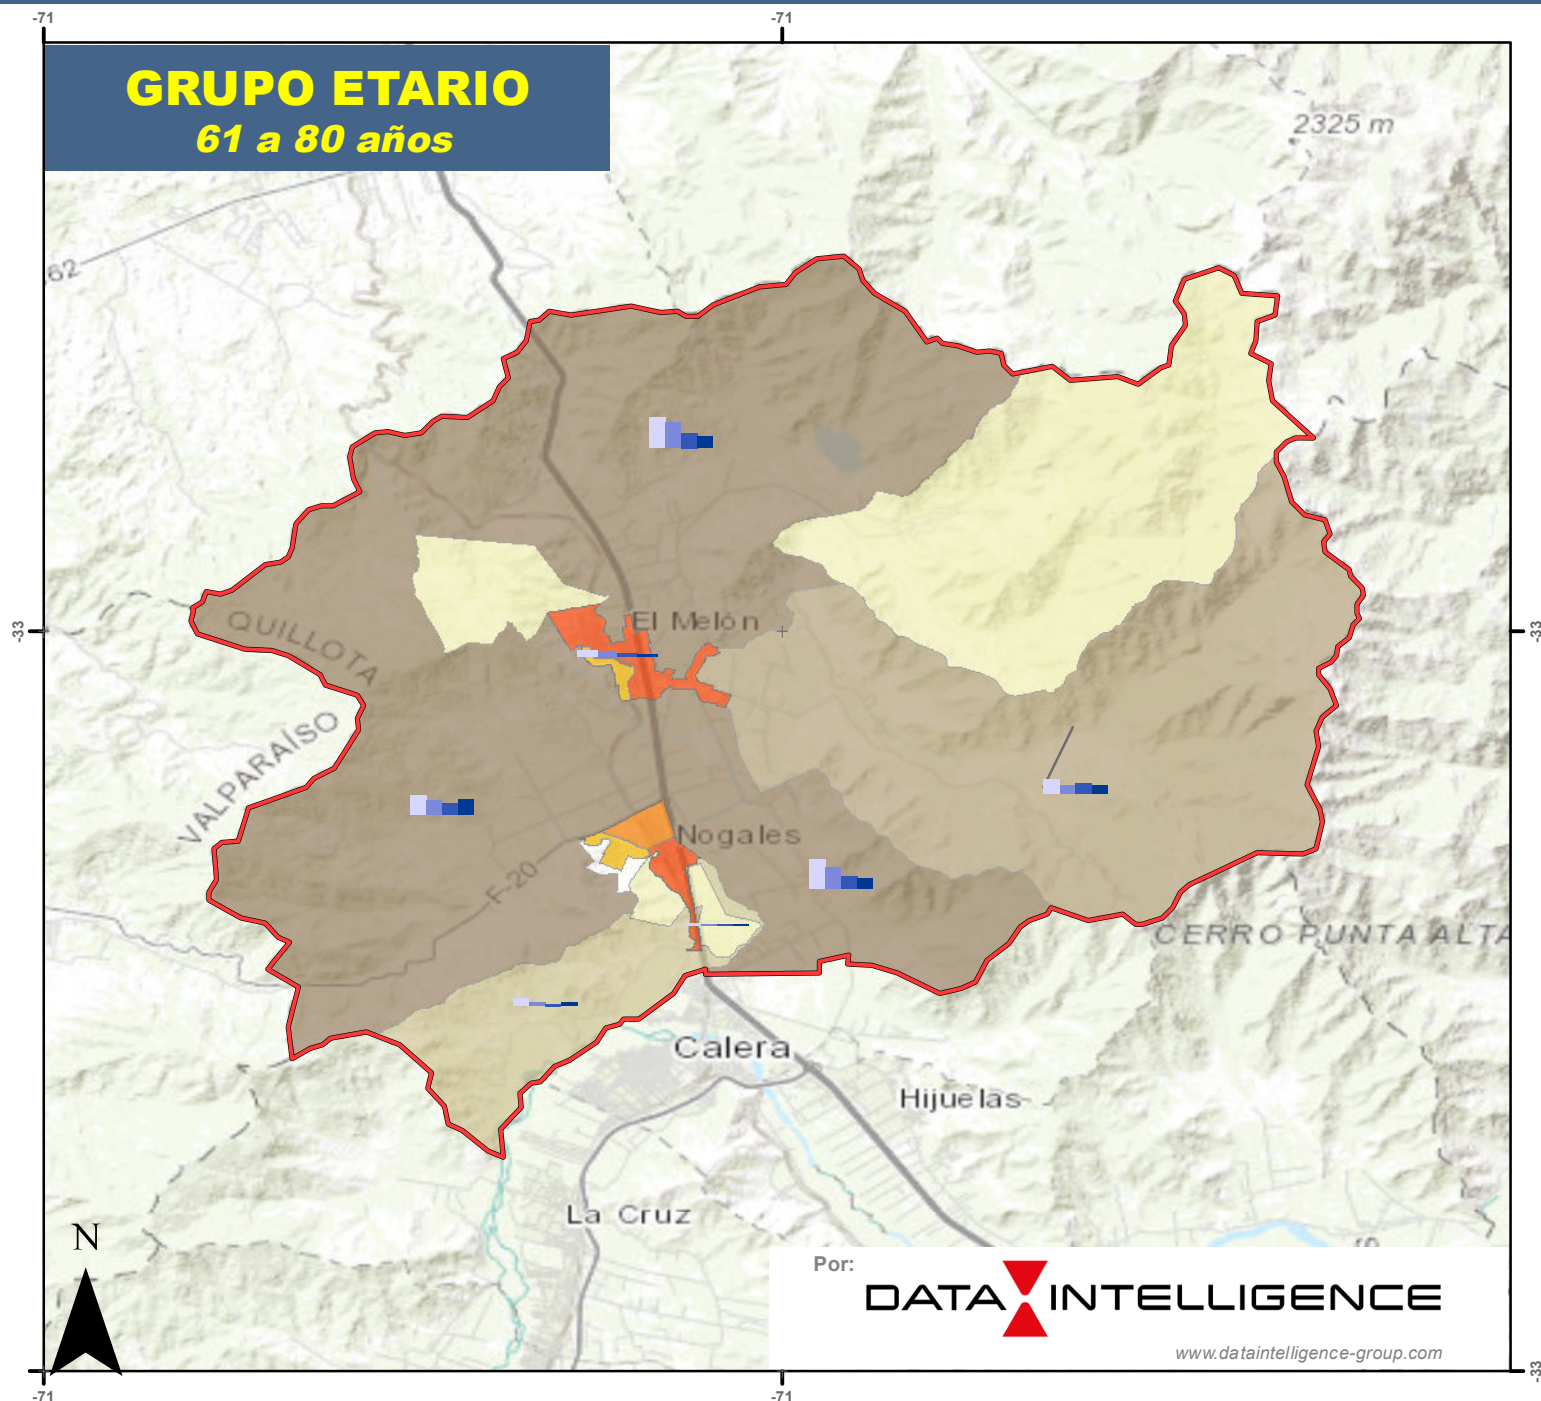 -71
-71
GRUPO ETARIO
61 a 80 años
2325 m
62
El Melón
-33
-33
QUILLOTA
VALPARAÍSO
Nogales
F-20
CERRO PUNTA ALTA
Calera
Hijuelas
La Cruz
N
Por:
DATA INTELLIGENCE
www.dataintelligence-group.com
-33
-71
-71